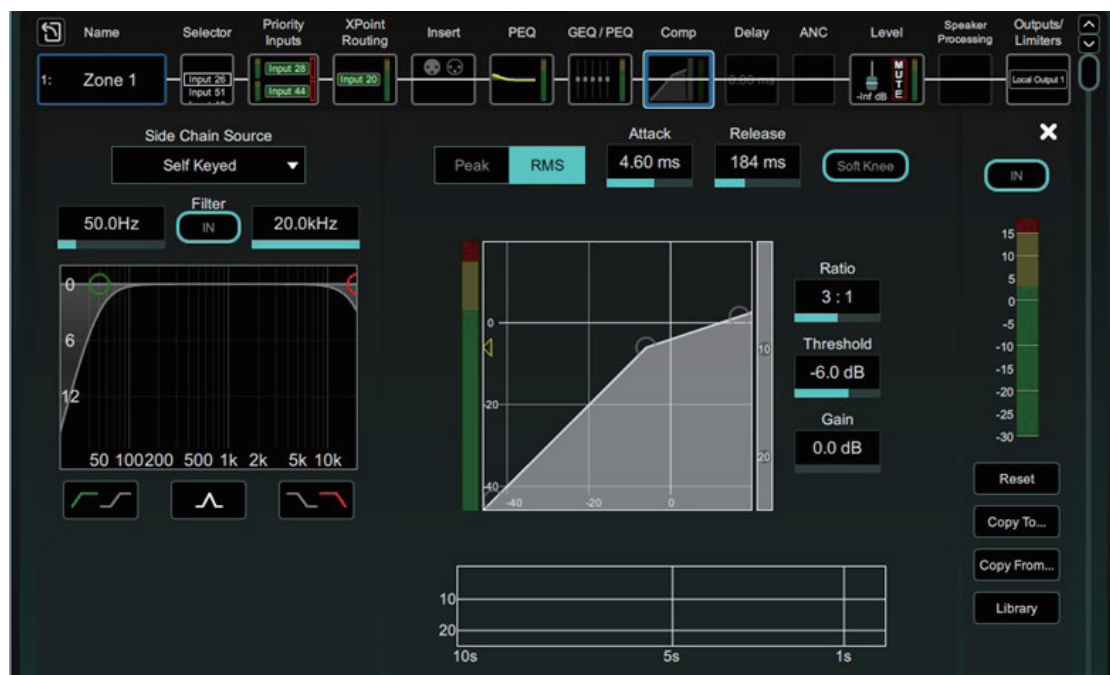 Name
Selector
Priority
Inputs
XPoint
Routing
Insert
PEQ
GEQ / PEQ
Comp
Delay
ANC
Level
Speaker
Processing
Outputs/
Limiters
1:
Zone 1
Input 26
Input 51
Input 28
Input 44
Input 20
0.00 ms
-Inf dB
MUTE
Local Output 1
Side Chain Source
Self Keyed
Peak
RMS
Attack
4.60 ms
Release
184 ms
Soft Knee
IN
Filter
50.0Hz
IN
20.0kHz
0
6
12
50 100 200 500 1k 2k 5k 10k
0
-20
-40
-40
-20
0
10
20
Ratio
3 : 1
Threshold
-6.0 dB
Gain
0.0 dB
15
10
5
0
-5
-10
-15
-20
-25
-30
Reset
Copy To...
Copy From...
Library
10
20
10s
5s
1s